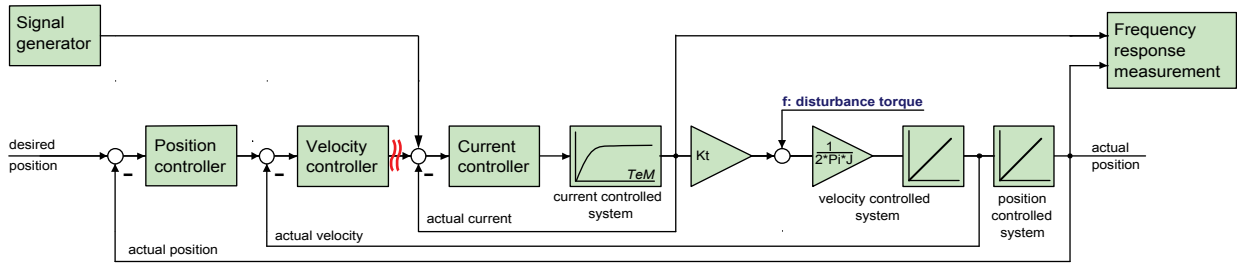 Signal
generator
Frequency
response
measurement
f: disturbance torque
desired
position
Position
controller
Velocity
controller
Current
controller
TeM
current controlled
system
Kt
1
2*Pi*J
velocity controlled
system
position
controlled
system
actual
position
-
-
-
actual current
actual velocity
actual position